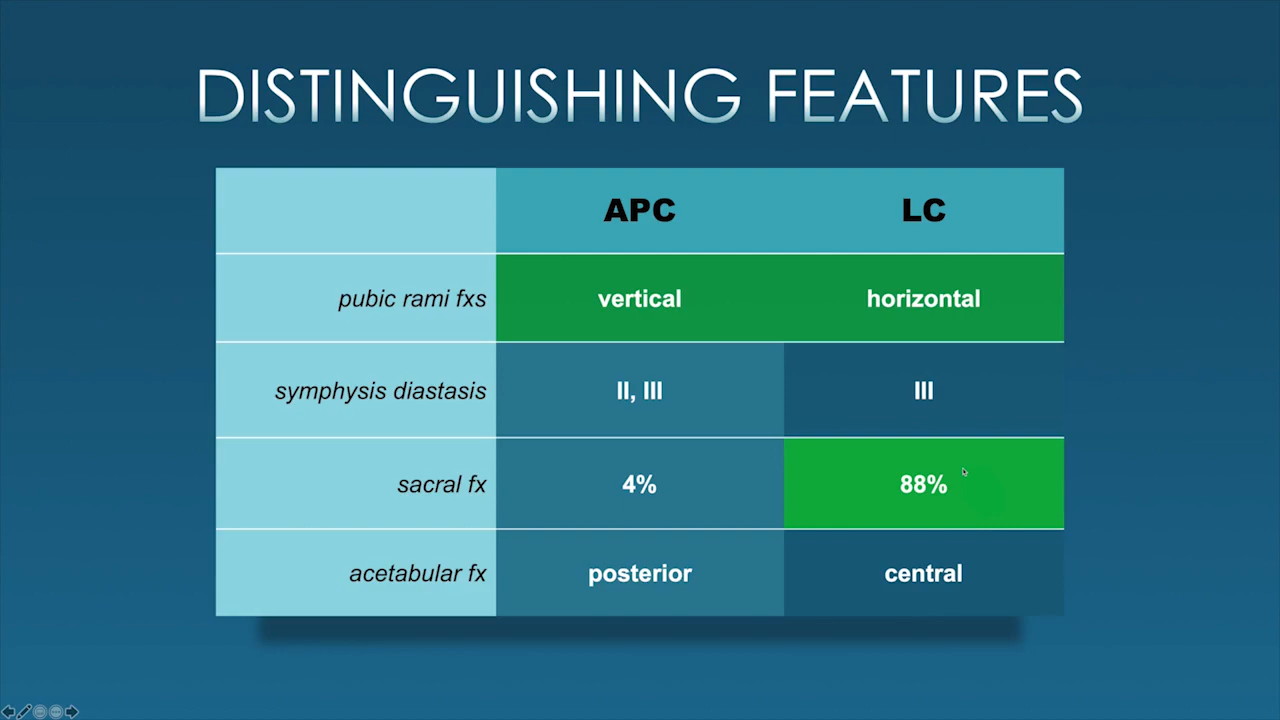 DISTINGUISHING FEATURES
APC LC
pubic rami fxs vertical horizontal
symphysis diastasis II, III III
sacral fx 4% 88%
acetabular fx posterior central